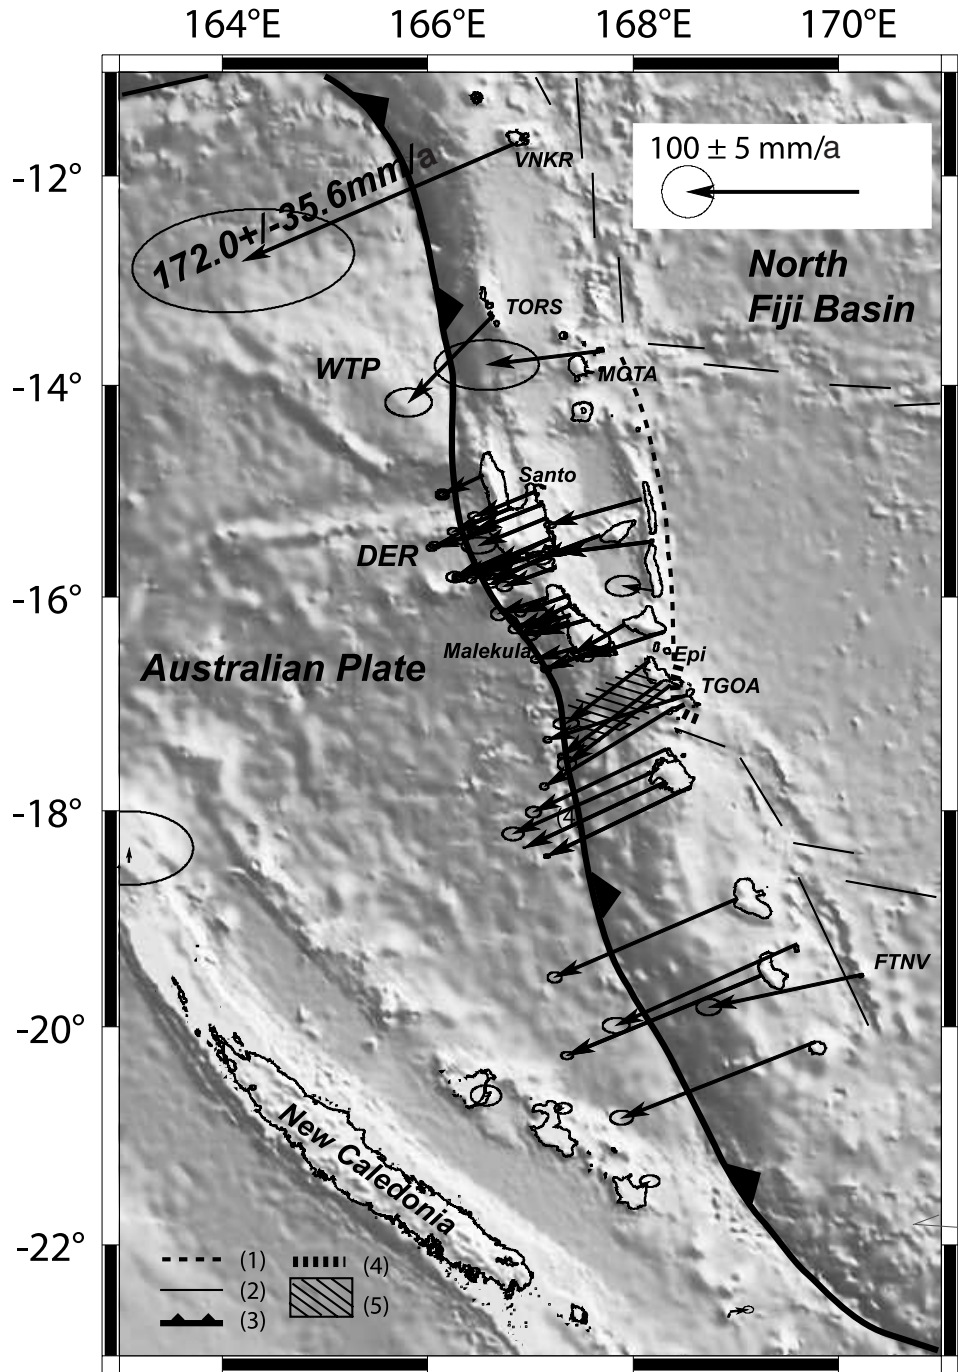 164°E 166°E 168°E 170°E
-12°
-14°
-16°
-18°
-20°
-22°
VNKR
100 ± 5 mm/a
172.0+/-35.6mm/a
North
Fiji Basin
TORS
WTP
MOTA
Santo
DER
Malekula
Epi
Australian Plate
TGOA
(4
FTNV
New Caledonia
(1)
(2)
(3)
(4)
(5)